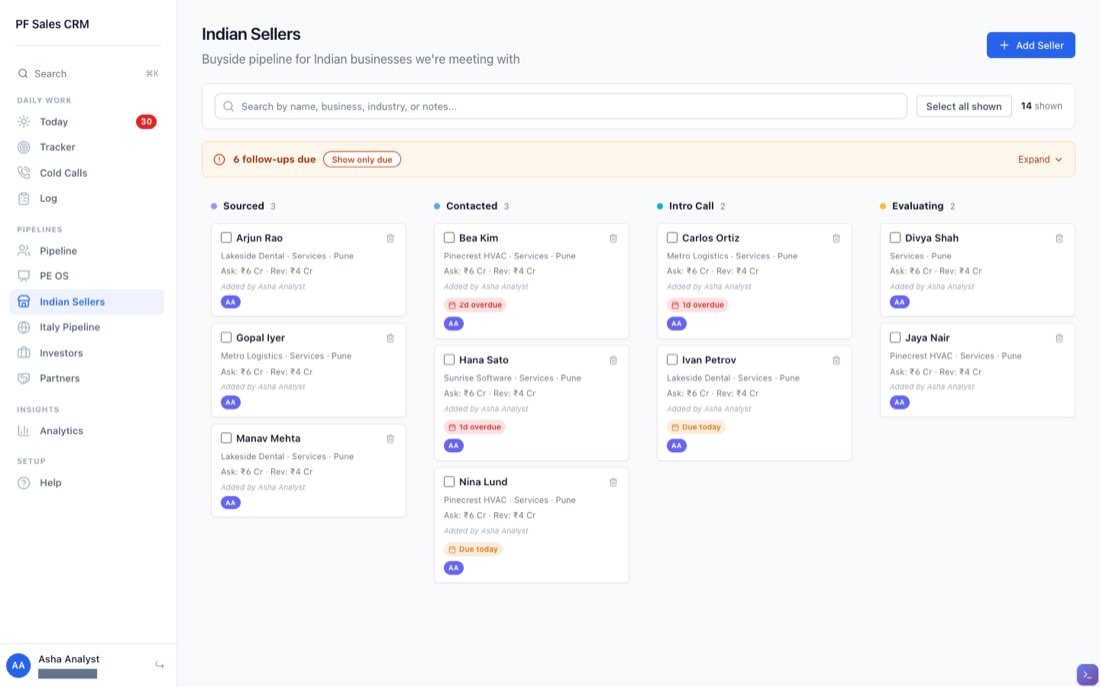 PF Sales CRM
Search
⌘K
DAILY WORK
Today
30
Tracker
Cold Calls
Log
PIPELINES
Pipeline
PE OS
Indian Sellers
Italy Pipeline
Investors
Partners
INSIGHTS
Analytics
SETUP
Help
AA
Asha Analyst
Indian Sellers
Buyside pipeline for Indian businesses we're meeting with
+ Add Seller
Search by name, business, industry, or notes...
Select all shown
14 shown
6 follow-ups due
Show only due
Expand
Sourced 3
Arjun Rao
Lakeside Dental · Services · Pune
Ask: ₹6 Cr · Rev: ₹4 Cr
Added by Asha Analyst
AA
Gopal Iyer
Metro Logistics · Services · Pune
Ask: ₹6 Cr · Rev: ₹4 Cr
Added by Asha Analyst
AA
Manav Mehta
Lakeside Dental · Services · Pune
Ask: ₹6 Cr · Rev: ₹4 Cr
Added by Asha Analyst
AA
Contacted 3
Bea Kim
Pinecrest HVAC · Services · Pune
Ask: ₹6 Cr · Rev: ₹4 Cr
Added by Asha Analyst
2d overdue
AA
Hana Sato
Sunrise Software · Services · Pune
Ask: ₹6 Cr · Rev: ₹4 Cr
Added by Asha Analyst
1d overdue
AA
Nina Lund
Pinecrest HVAC · Services · Pune
Ask: ₹6 Cr · Rev: ₹4 Cr
Added by Asha Analyst
Due today
AA
Intro Call 2
Carlos Ortiz
Metro Logistics · Services · Pune
Ask: ₹6 Cr · Rev: ₹4 Cr
Added by Asha Analyst
1d overdue
AA
Ivan Petrov
Lakeside Dental · Services · Pune
Ask: ₹6 Cr · Rev: ₹4 Cr
Added by Asha Analyst
Due today
AA
Evaluating 2
Divya Shah
Services · Pune
Ask: ₹6 Cr · Rev: ₹4 Cr
Added by Asha Analyst
AA
Jaya Nair
Pinecrest HVAC · Services · Pune
Ask: ₹6 Cr · Rev: ₹4 Cr
Added by Asha Analyst
AA